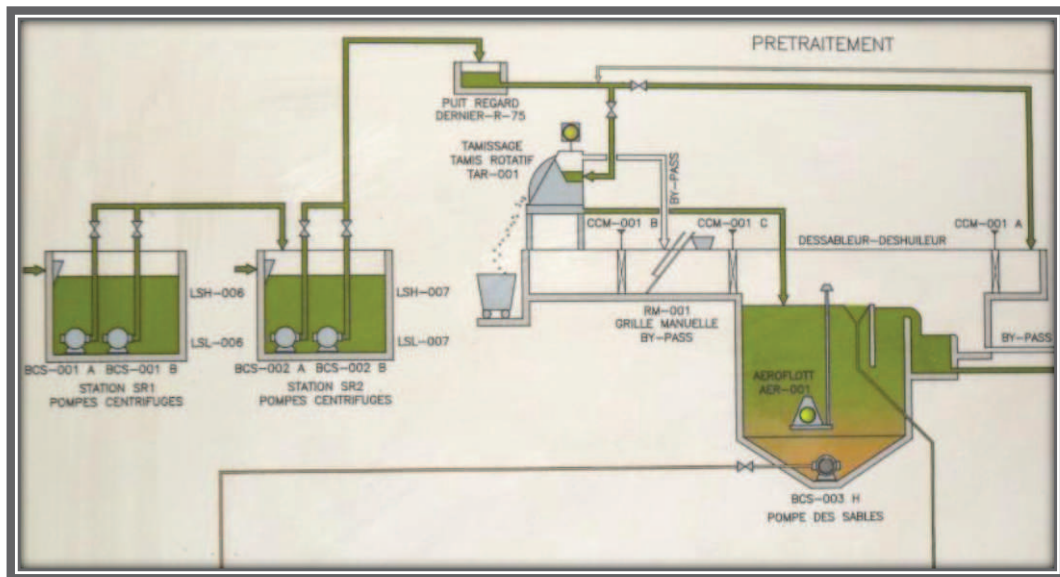 PRETRAITEMENT
PUIT REGARD
DERNIER-R-75
TAMISSAGE
TAMIS ROTATIF
TAR-001
BY-PASS
CCM-001 B
CCM-001 C
CCM-001 A
DESSABLEUR-DESHUILEUR
LSH-006
LSL-006
LSH-007
LSL-007
RM-001
GRILLE MANUELLE
BY-PASS
BY-PASS
BCS-001 A
BCS-001 B
BCS-002 A
BCS-002 B
STATION SR1
POMPES CENTRIFUGES
STATION SR2
POMPES CENTRIFUGES
AEROFLOTT
AER-001
BCS-003 H
POMPE DES SABLES